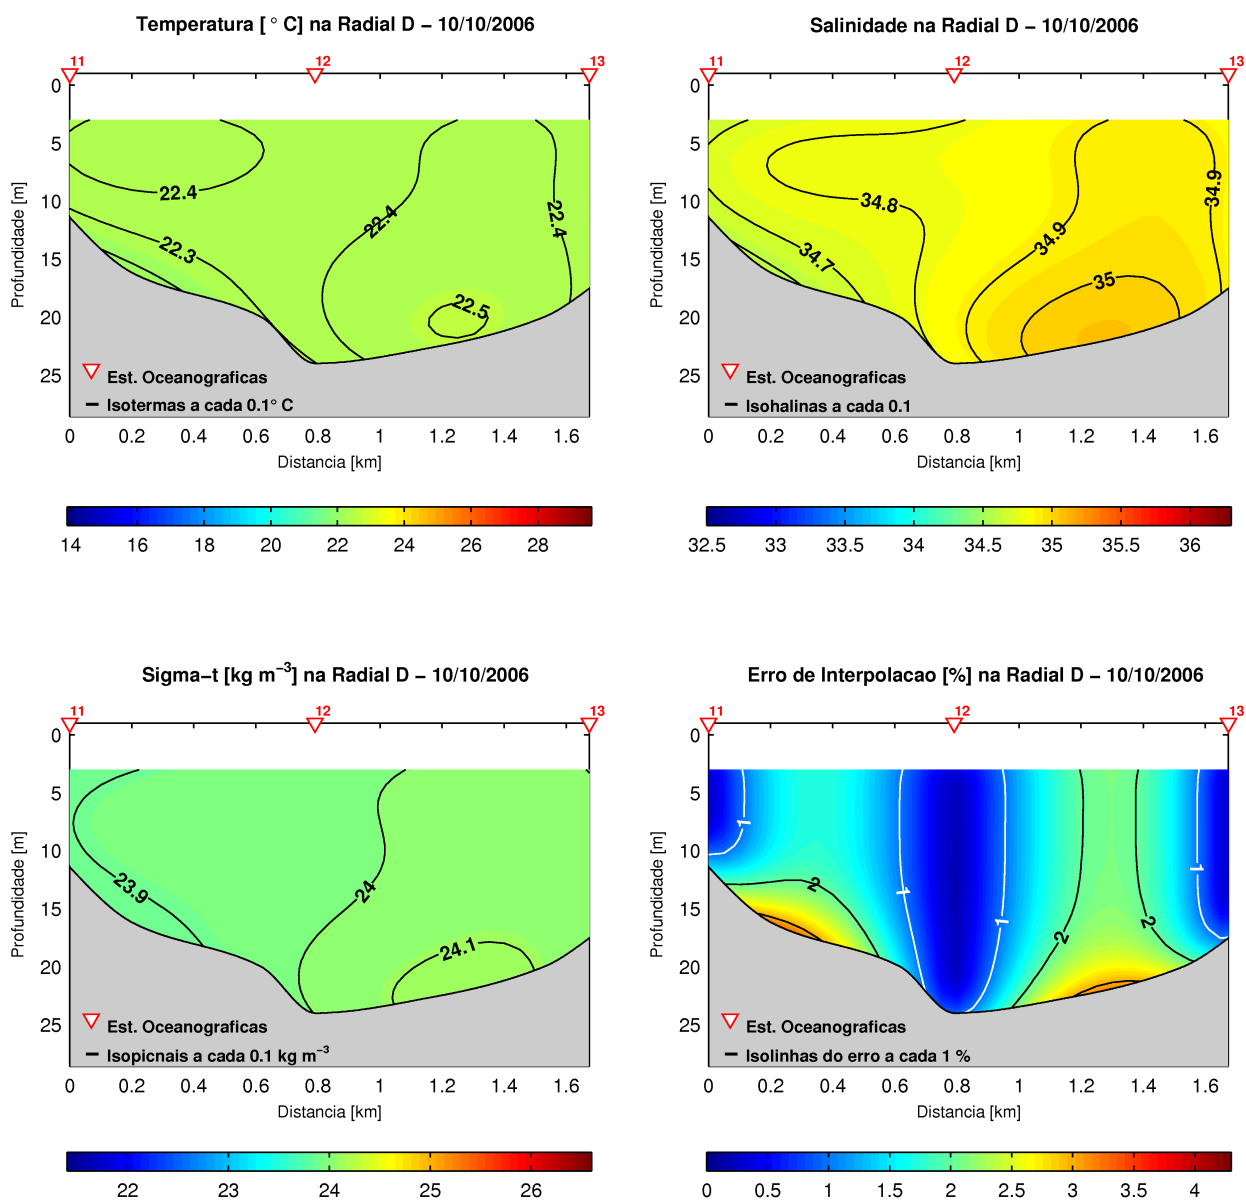 Temperatura [ ° C] na Radial D − 10/10/2006
11 12 13
0
5
10
15
20
25
Profundidade [m]
22.4
22.3
22.4
22.4
22.5
Est. Oceanograficas
Isotermas a cada 0.1° C
0 0.2 0.4 0.6 0.8 1 1.2 1.4 1.6
Distancia [km]
14 16 18 20 22 24 26 28
Salinidade na Radial D − 10/10/2006
11 12 13
0
5
10
15
20
25
Profundidade [m]
34.8
34.7
34.9
34.9
35
Est. Oceanograficas
Isohalinas a cada 0.1
0 0.2 0.4 0.6 0.8 1 1.2 1.4 1.6
Distancia [km]
32.5 33 33.5 34 34.5 35 35.5 36
Sigma−t [kg m−3] na Radial D − 10/10/2006
11 12 13
0
5
10
15
20
25
Profundidade [m]
23.9
24
24.1
Est. Oceanograficas
Isopicnais a cada 0.1 kg m−3
0 0.2 0.4 0.6 0.8 1 1.2 1.4 1.6
Distancia [km]
22 23 24 25 26
Erro de Interpolacao [%] na Radial D − 10/10/2006
11 12 13
0
5
10
15
20
25
Profundidade [m]
1
2
1
1
2
2
1
Est. Oceanograficas
Isolinhas do erro a cada 1 %
0 0.2 0.4 0.6 0.8 1 1.2 1.4 1.6
Distancia [km]
0 0.5 1 1.5 2 2.5 3 3.5 4